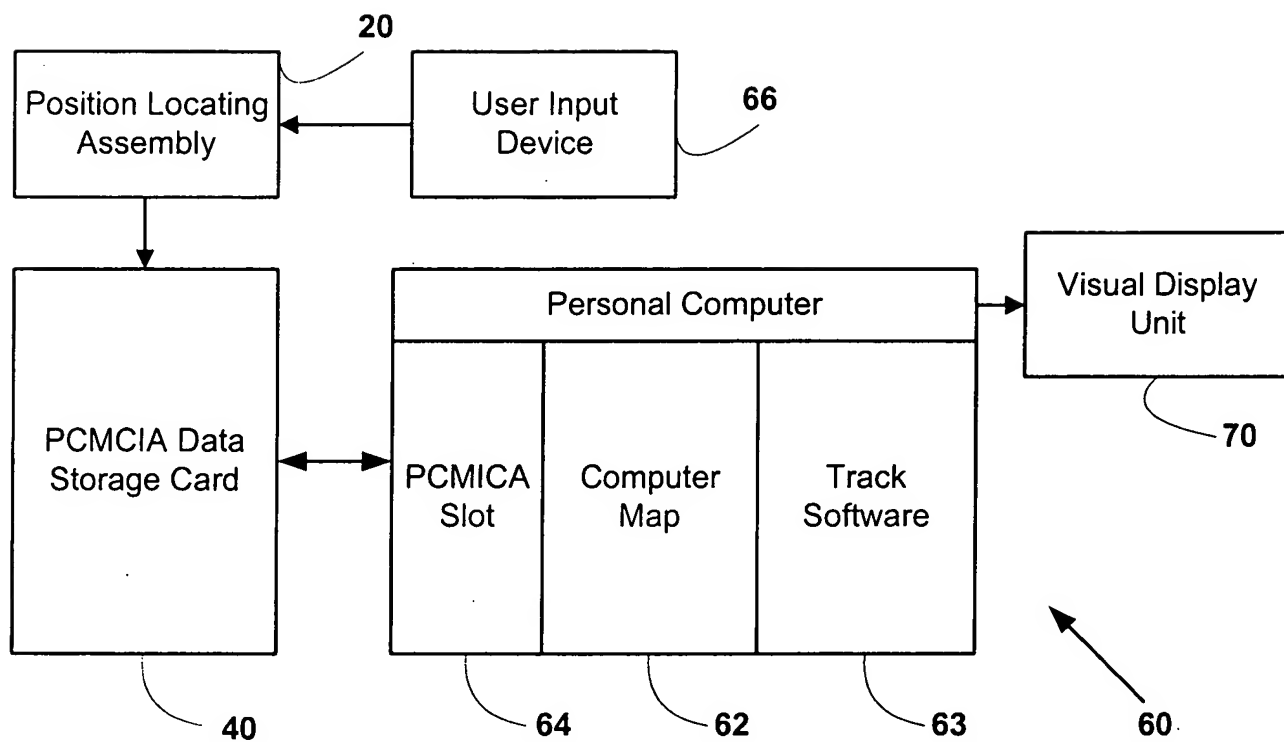 20
Position Locating
Assembly
User Input
Device
66
Personal Computer
Visual Display
Unit
PCMCIA Data
Storage Card
PCMICA
Slot
Computer
Map
Track
Software
70
40
64
62
63
60